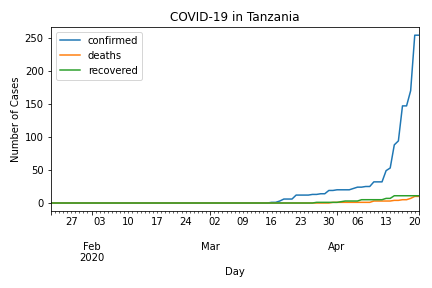 COVID-19 in Tanzania
confirmed
deaths
recovered
Number of Cases
250
200
150
100
50
0
27 03 10 17 24 02 09 16 23 30 06 13 20
Feb Mar Apr
2020
Day